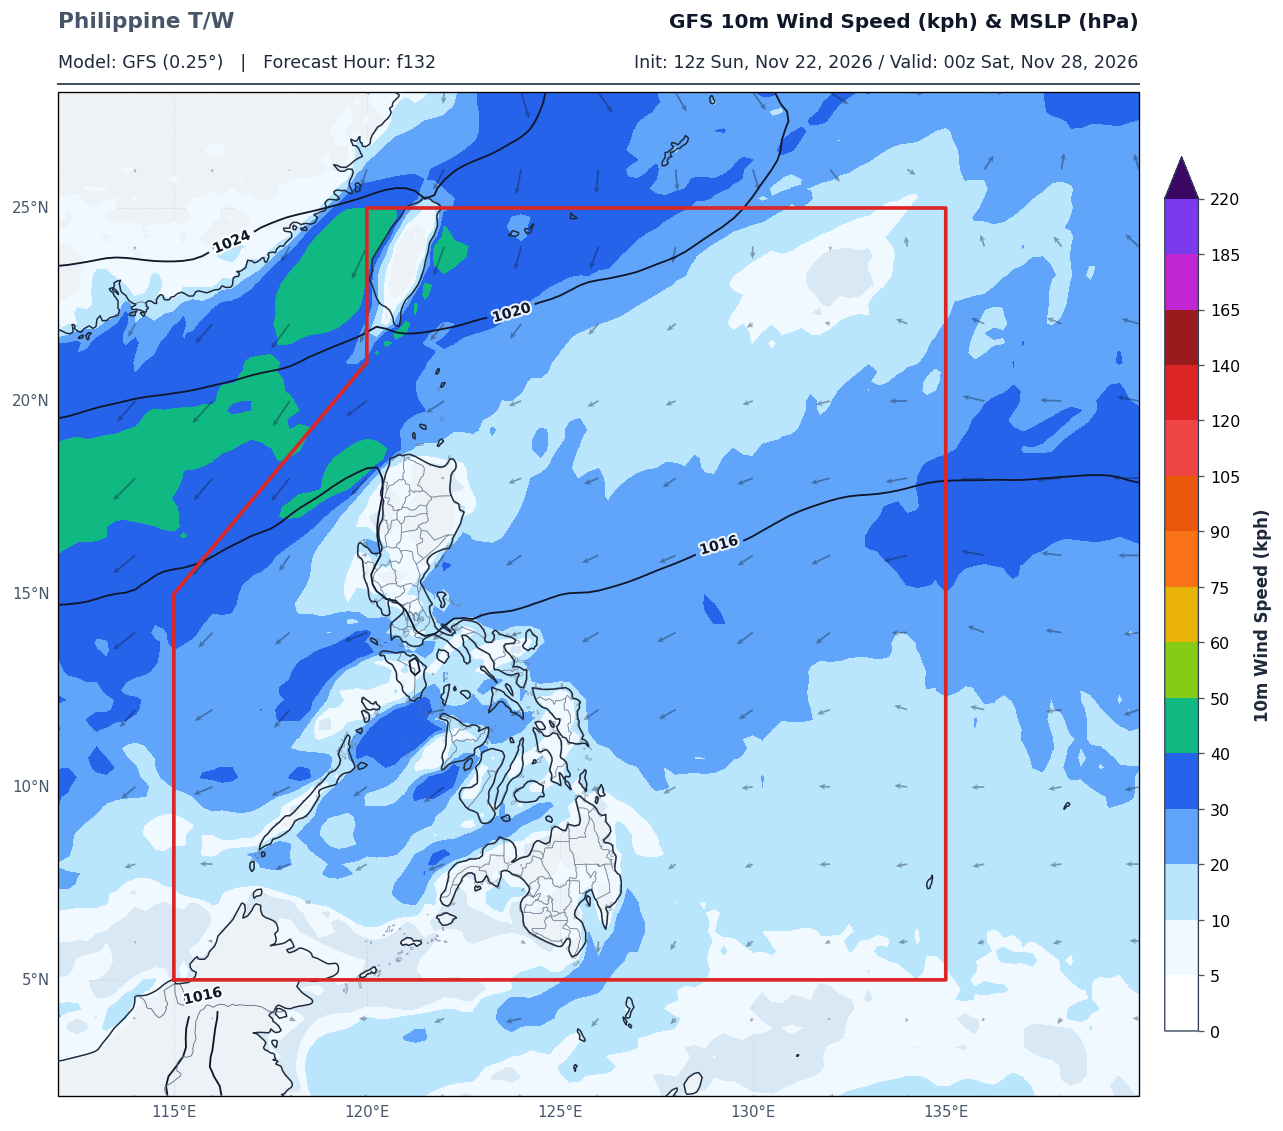 Philippine T/W
GFS 10m Wind Speed (kph) & MSLP (hPa)
Model: GFS (0.25°)   |   Forecast Hour: f132
Init: 12z Sun, Nov 22, 2026 / Valid: 00z Sat, Nov 28, 2026
25°N
20°N
15°N
10°N
5°N
1024
1020
1016
1016
115°E
120°E
125°E
130°E
135°E
220
185
165
140
120
105
90
75
60
50
40
30
20
10
5
0
10m Wind Speed (kph)